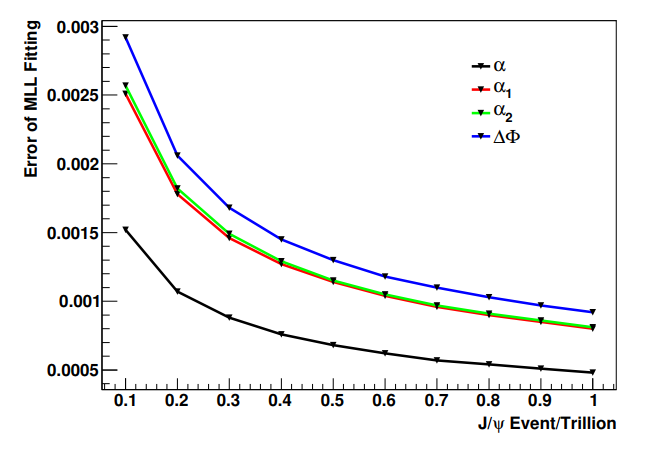 Error of MLL Fitting
0.003
0.0025
0.002
0.0015
0.001
0.0005
α
α₁
α₂
ΔΦ
0.1 0.2 0.3 0.4 0.5 0.6 0.7 0.8 0.9 1
J/ψ Event/Trillion